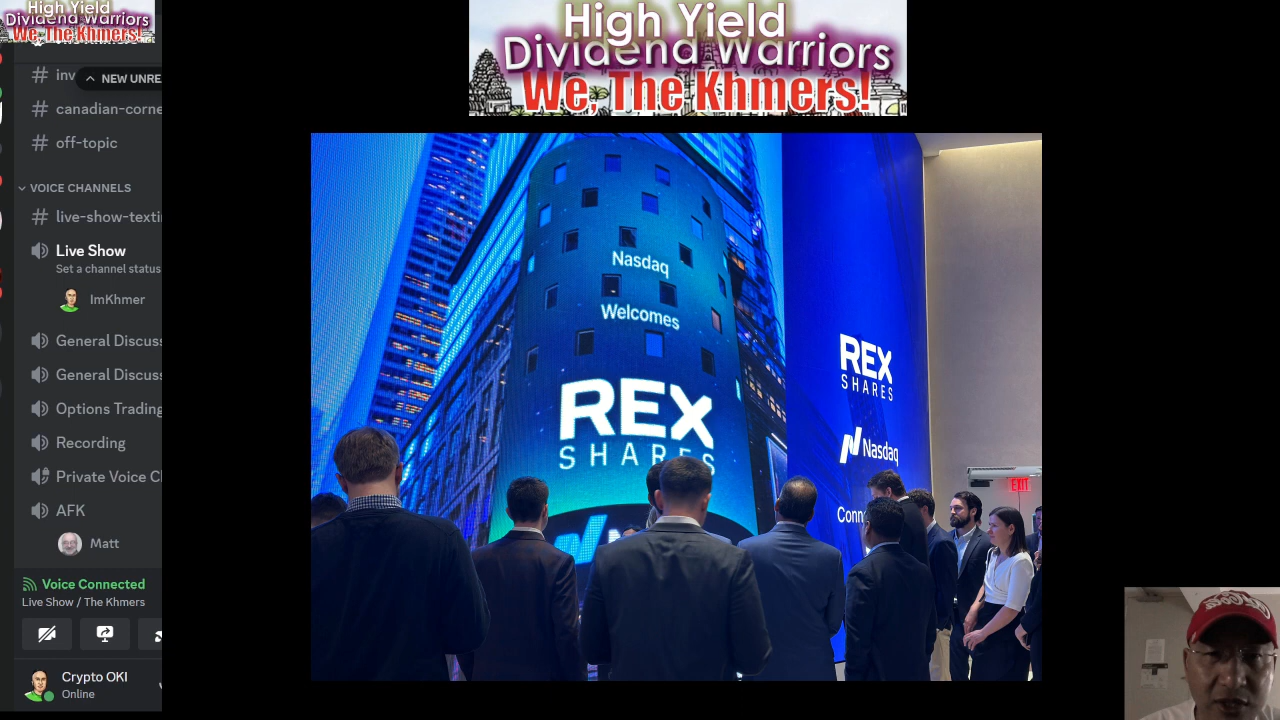 High Yield
Dividend Warriors
We, The Khmers!
inv
NEW UNRE
# canadian-corne
# off-topic
VOICE CHANNELS
# live-show-texti
Live Show
Set a channel status
ImKhmer
General Discuss
General Discuss
Options Trading
Recording
Private Voice C
AFK
Matt
Voice Connected
Live Show / The Khmers
Crypto OKI
Online
High Yield
Dividend Warriors
We, The Khmers!
Nasdaq
Welcomes
REX
SHARES
REX
SHARES
Nasdaq
Conn
EXIT